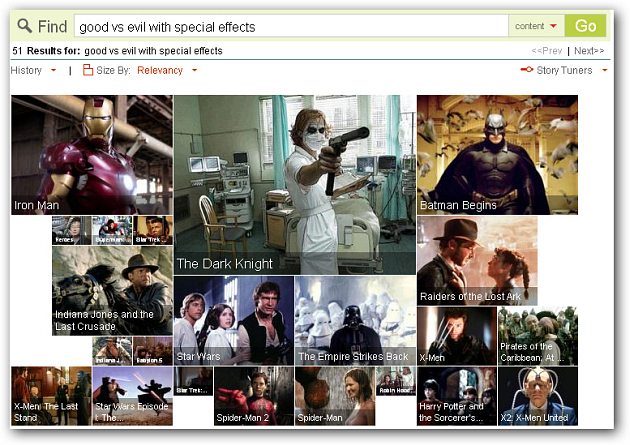 Find
good vs evil with special effects
content
Go
51 Results for: good vs evil with special effects
<<Prev | Next>>
History | Size By: Relevancy
Story Tuners
Iron Man
The Dark Knight
Batman Begins
Heroes
Superman...
Star Trek...
Indiana Jones and the
Last Crusade
Raiders of the Lost Ark
Star Wars
The Empire Strikes Back
X-Men
Pirates of the
Caribbean: At ...
Indiana J...
Babylon 5
X-Men: The Last
Stand
Star Wars Episode
I: The...
Star Trek:...
Spider-Man 2
Spider-Man
Robin Hood...
Harry Potter and
the Sorcerer's...
X2: X-Men United